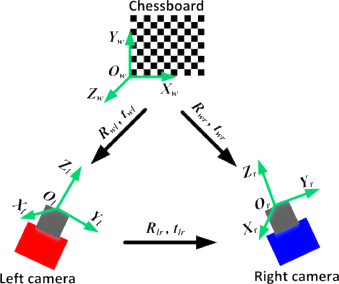 Chessboard
Yw
Ow
Xw
Zw
Rwl, twl
Rwr, twr
Zl
Ol
Xl
Yl
Zr
Yr
Or
Xr
Rlr, tlr
Left camera
Right camera